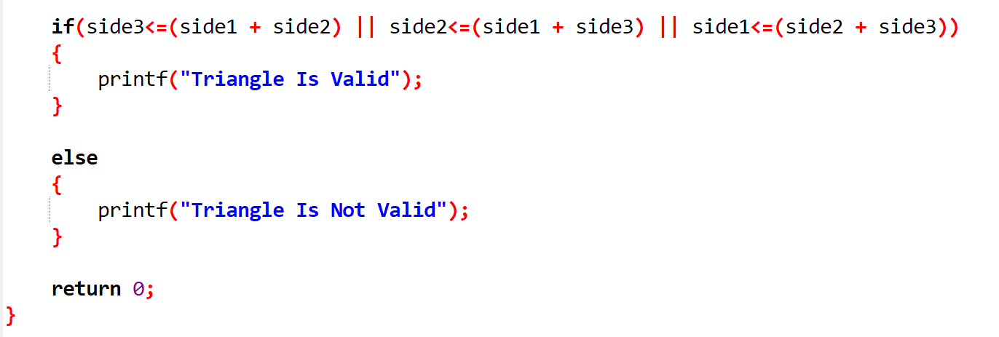 if(side3<=(side1 + side2) || side2<=(side1 + side3) || side1<=(side2 + side3))
{
printf("Triangle Is Valid");
}
else
{
printf("Triangle Is Not Valid");
}
return 0;
}